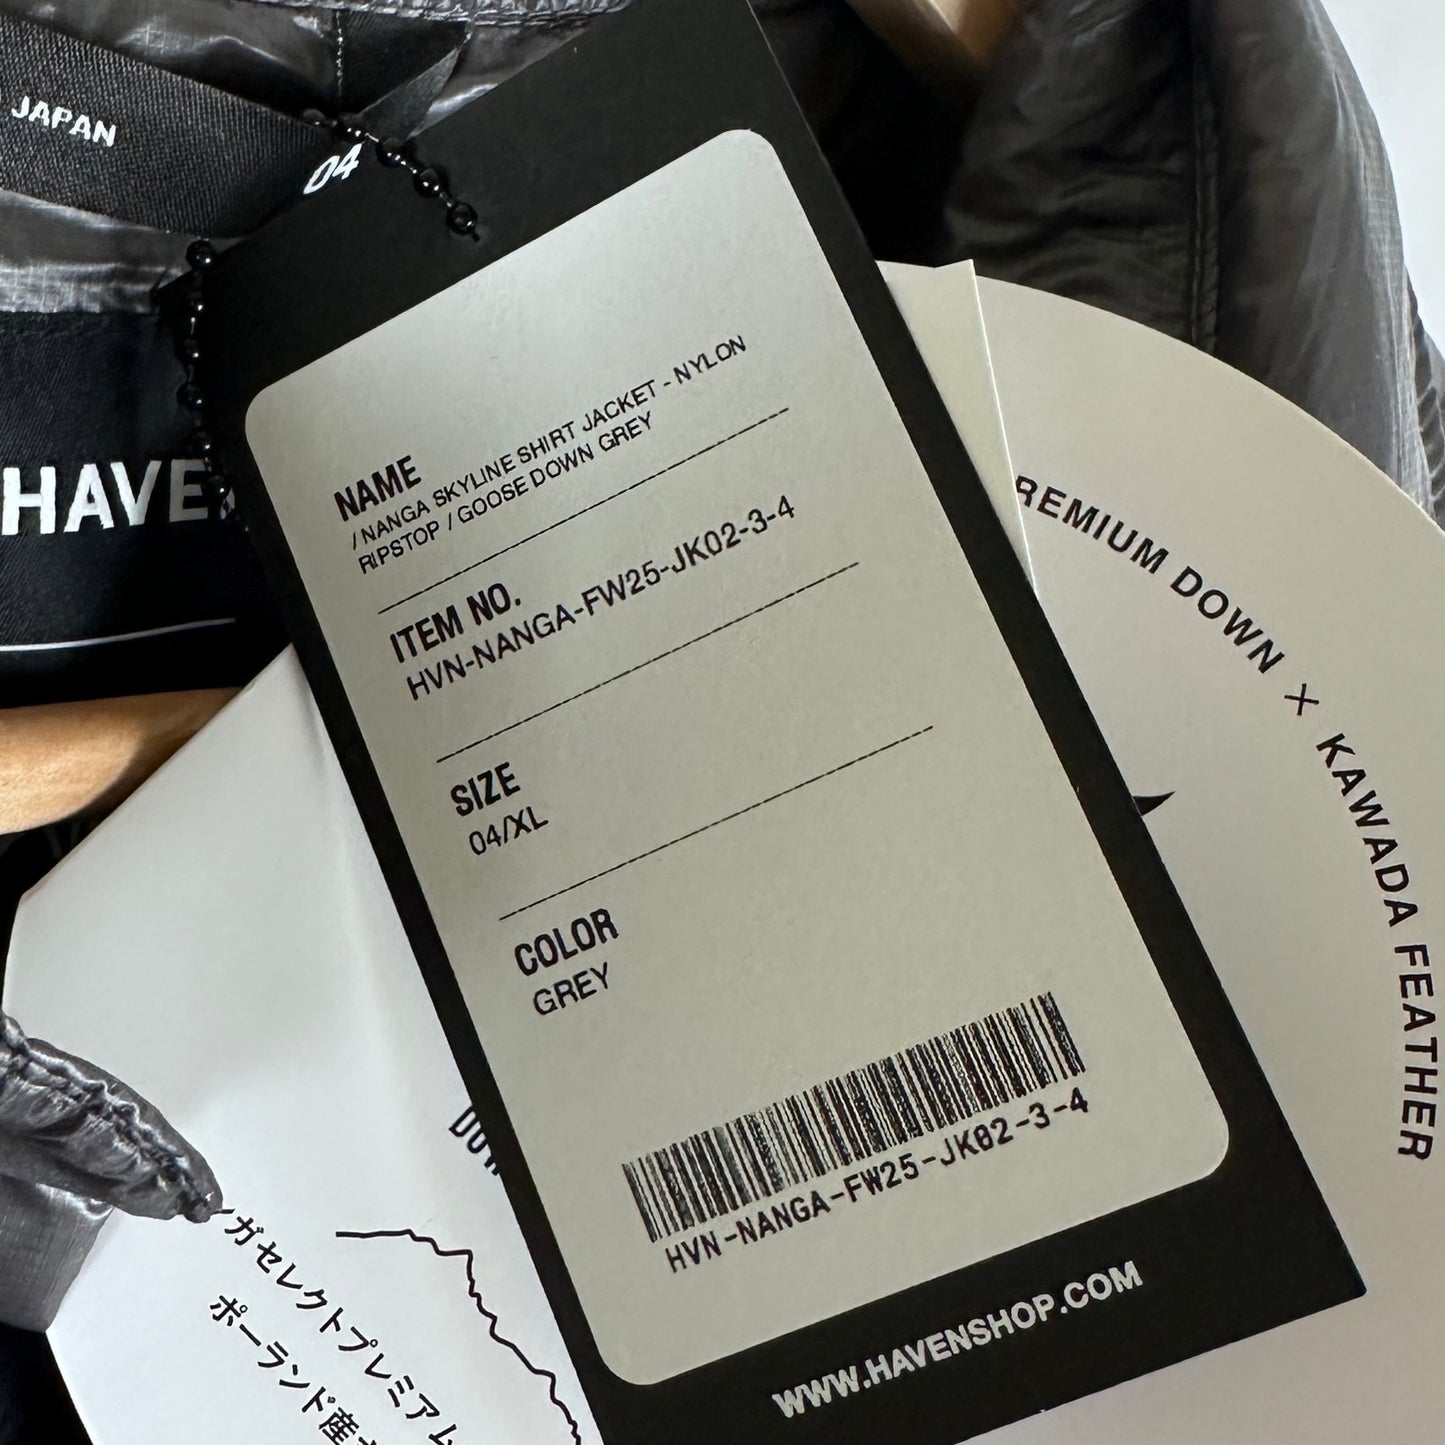 JAPAN
04
HAVEN
NAME
/ NANGA SKYLINE SHIRT JACKET - NYLON
RIPSTOP / GOOSE DOWN GREY
ITEM NO.
HVN-NANGA-FW25-JK02-3-4
SIZE
04/XL
COLOR
GREY
HVN-NANGA-FW25-JK02-3-4
WWW.HAVENSHOP.COM
REMIUM DOWN × KAWADA FEATHER
ガセレクトプレミアム
ポーランド産